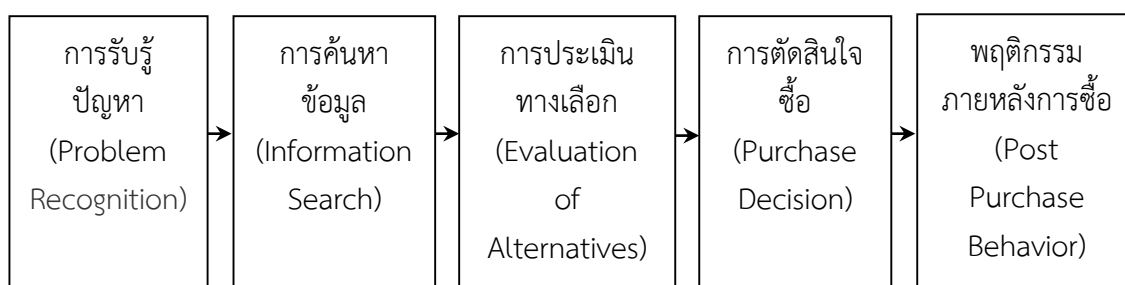 การรับรู้
ปัญหา
(Problem
Recognition)
การค้นหา
ข้อมูล
(Information
Search)
การประเมิน
ทางเลือก
(Evaluation
of
Alternatives)
การตัดสินใจ
ซื้อ
(Purchase
Decision)
พฤติกรรม
ภายหลังการซื้อ
(Post
Purchase
Behavior)